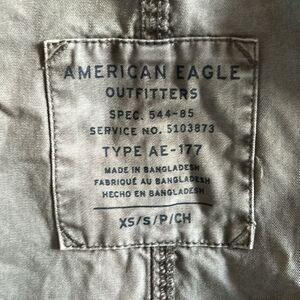 AMERICAN EAGLE
OUTFITTERS
SPEC. 544-85
SERVICE NO. 5103873
TYPE AE-177
MADE IN BANGLADESH
FABRIQUÉ AU BANGLADESH
HECHO EN BANGLADESH
XS/S/P/CH